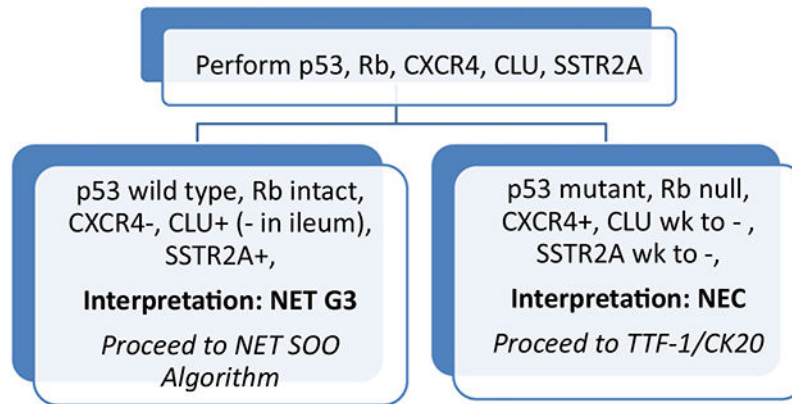 Perform p53, Rb, CXCR4, CLU, SSTR2A
p53 wild type, Rb intact,
CXCR4-, CLU+ (- in ileum),
SSTR2A+,
Interpretation: NET G3
Proceed to NET SOO
Algorithm
p53 mutant, Rb null,
CXCR4+, CLU wk to - ,
SSTR2A wk to -,
Interpretation: NEC
Proceed to TTF-1/CK20